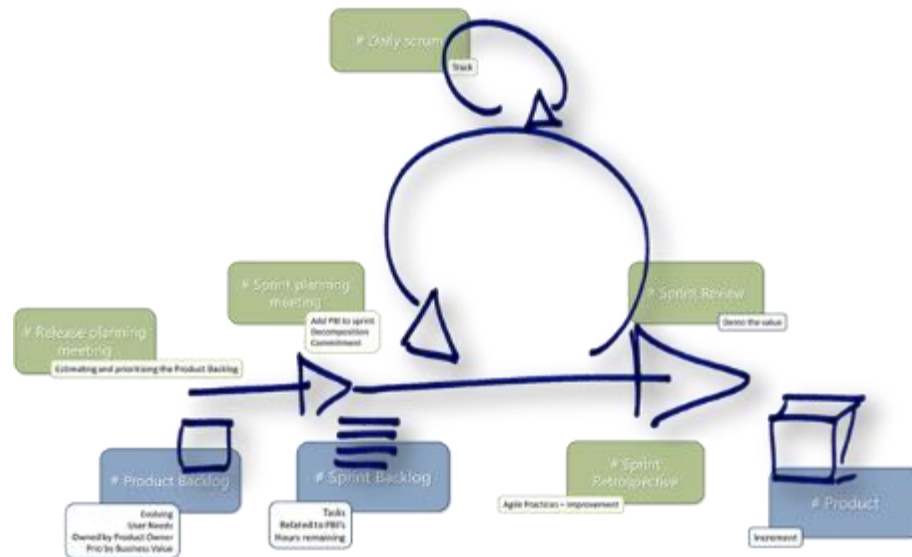 # Daily scrum
Track
# Sprint planning
meeting
Add PBI to sprint
Decomposition
Commitment
# Sprint Review
Demo the value
# Release planning
meeting
Estimating and prioritizing the Product Backlog
# Product Backlog
Evolving
User Needs
Owned by Product Owner
Prio by Business Value
# Sprint Backlog
Tasks
Related to PBI's
Hours remaining
# Sprint
Retrospective
Agile Practices – Improvement
# Product
Increment